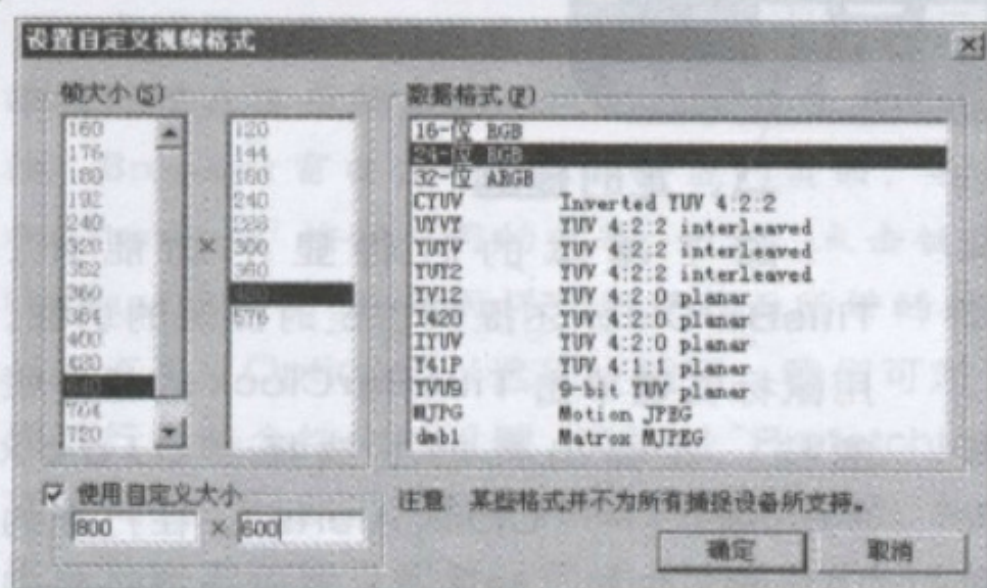 设置自定义视频格式
帧大小(S)
160
176
180
192
240
320
352
360
384
400
420
640
704
720
×
120
144
160
240
288
300
360
480
576
数据格式(F)
16-位 RGB
24-位 RGB
32-位 ARGB
CYUV Inverted YUV 4:2:2
UYVY YUV 4:2:2 interleaved
YUYV YUV 4:2:2 interleaved
YUY2 YUV 4:2:2 interleaved
YV12 YUV 4:2:0 planar
I420 YUV 4:2:0 planar
IYUV YUV 4:2:0 planar
Y41P YUV 4:1:1 planar
YVU9 9-bit YUV planar
MJPG Motion JPEG
dmb1 Matrox MJPEG
使用自定义大小
800 × 600
注意: 某些格式并不为所有捕捉设备所支持。
确定 取消